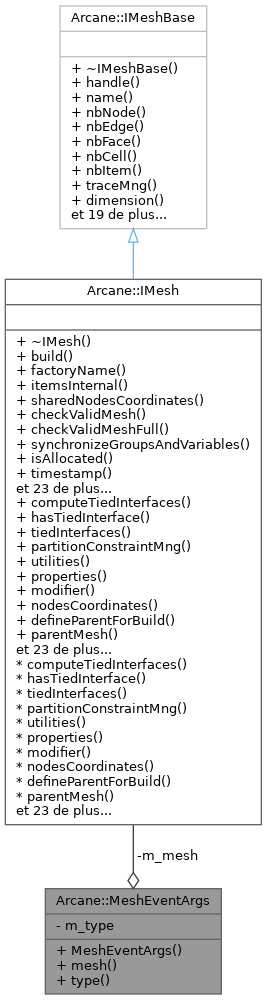 Arcane::IMeshBase
+ ~IMeshBase()
+ handle()
+ name()
+ nbNode()
+ nbEdge()
+ nbFace()
+ nbCell()
+ nbItem()
+ traceMng()
+ dimension()
et 19 de plus...
Arcane::IMesh
+ ~IMesh()
+ build()
+ factoryName()
+ itemsInternal()
+ sharedNodesCoordinates()
+ checkValidMesh()
+ checkValidMeshFull()
+ synchronizeGroupsAndVariables()
+ isAllocated()
+ timestamp()
et 23 de plus...
+ computeTiedInterfaces()
+ hasTiedInterface()
+ tiedInterfaces()
+ partitionConstraintMng()
+ utilities()
+ properties()
+ modifier()
+ nodesCoordinates()
+ defineParentForBuild()
+ parentMesh()
et 23 de plus...
* computeTiedInterfaces()
* hasTiedInterface()
* tiedInterfaces()
* partitionConstraintMng()
* utilities()
* properties()
* modifier()
* nodesCoordinates()
* defineParentForBuild()
* parentMesh()
et 23 de plus...
-m_mesh
Arcane::MeshEventArgs
- m_type
+ MeshEventArgs()
+ mesh()
+ type()